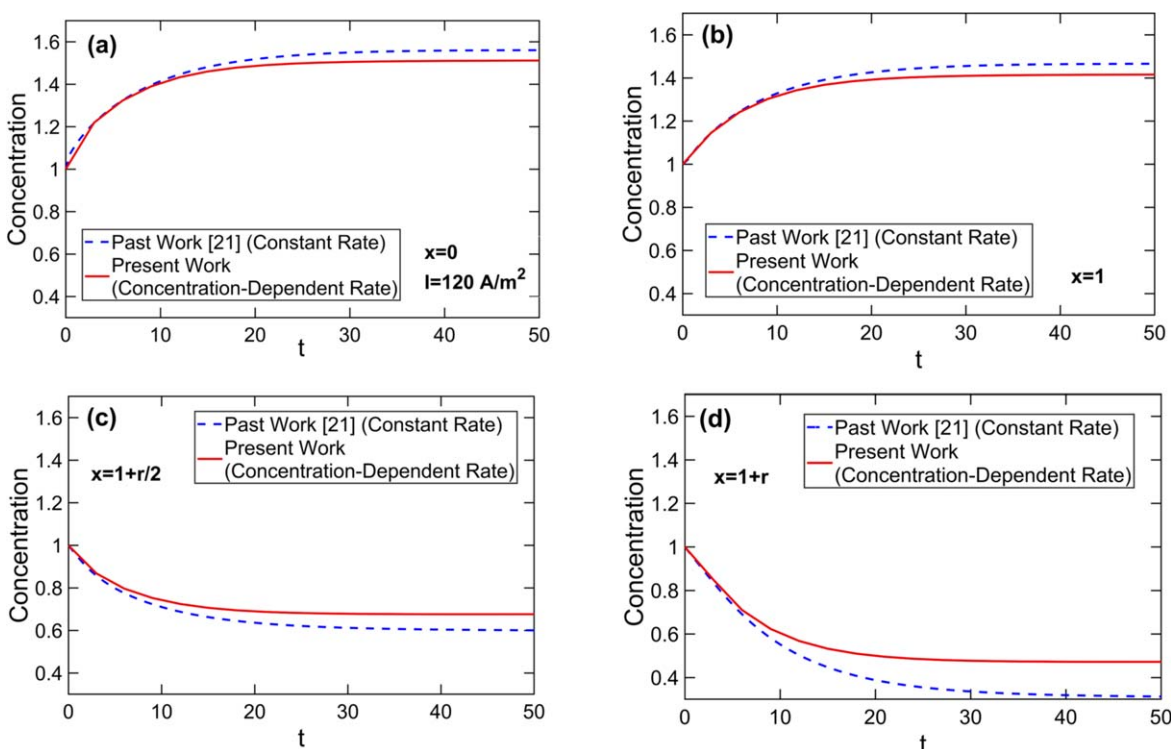 (a)
1.6
1.4
1.2
1
0.8
0.6
0.4
Concentration
Past Work [21] (Constant Rate)
Present Work
(Concentration-Dependent Rate)
x=0
I=120 A/m²
0 10 20 30 40 50
t
(b)
1.6
1.4
1.2
1
0.8
0.6
0.4
Concentration
Past Work [21] (Constant Rate)
Present Work
(Concentration-Dependent Rate)
x=1
0 10 20 30 40 50
t
(c)
1.6
1.4
1.2
1
0.8
0.6
0.4
Concentration
Past Work [21] (Constant Rate)
Present Work
(Concentration-Dependent Rate)
x=1+r/2
0 10 20 30 40 50
t
(d)
1.6
1.4
1.2
1
0.8
0.6
0.4
Concentration
Past Work [21] (Constant Rate)
Present Work
(Concentration-Dependent Rate)
x=1+r
0 10 20 30 40 50
t